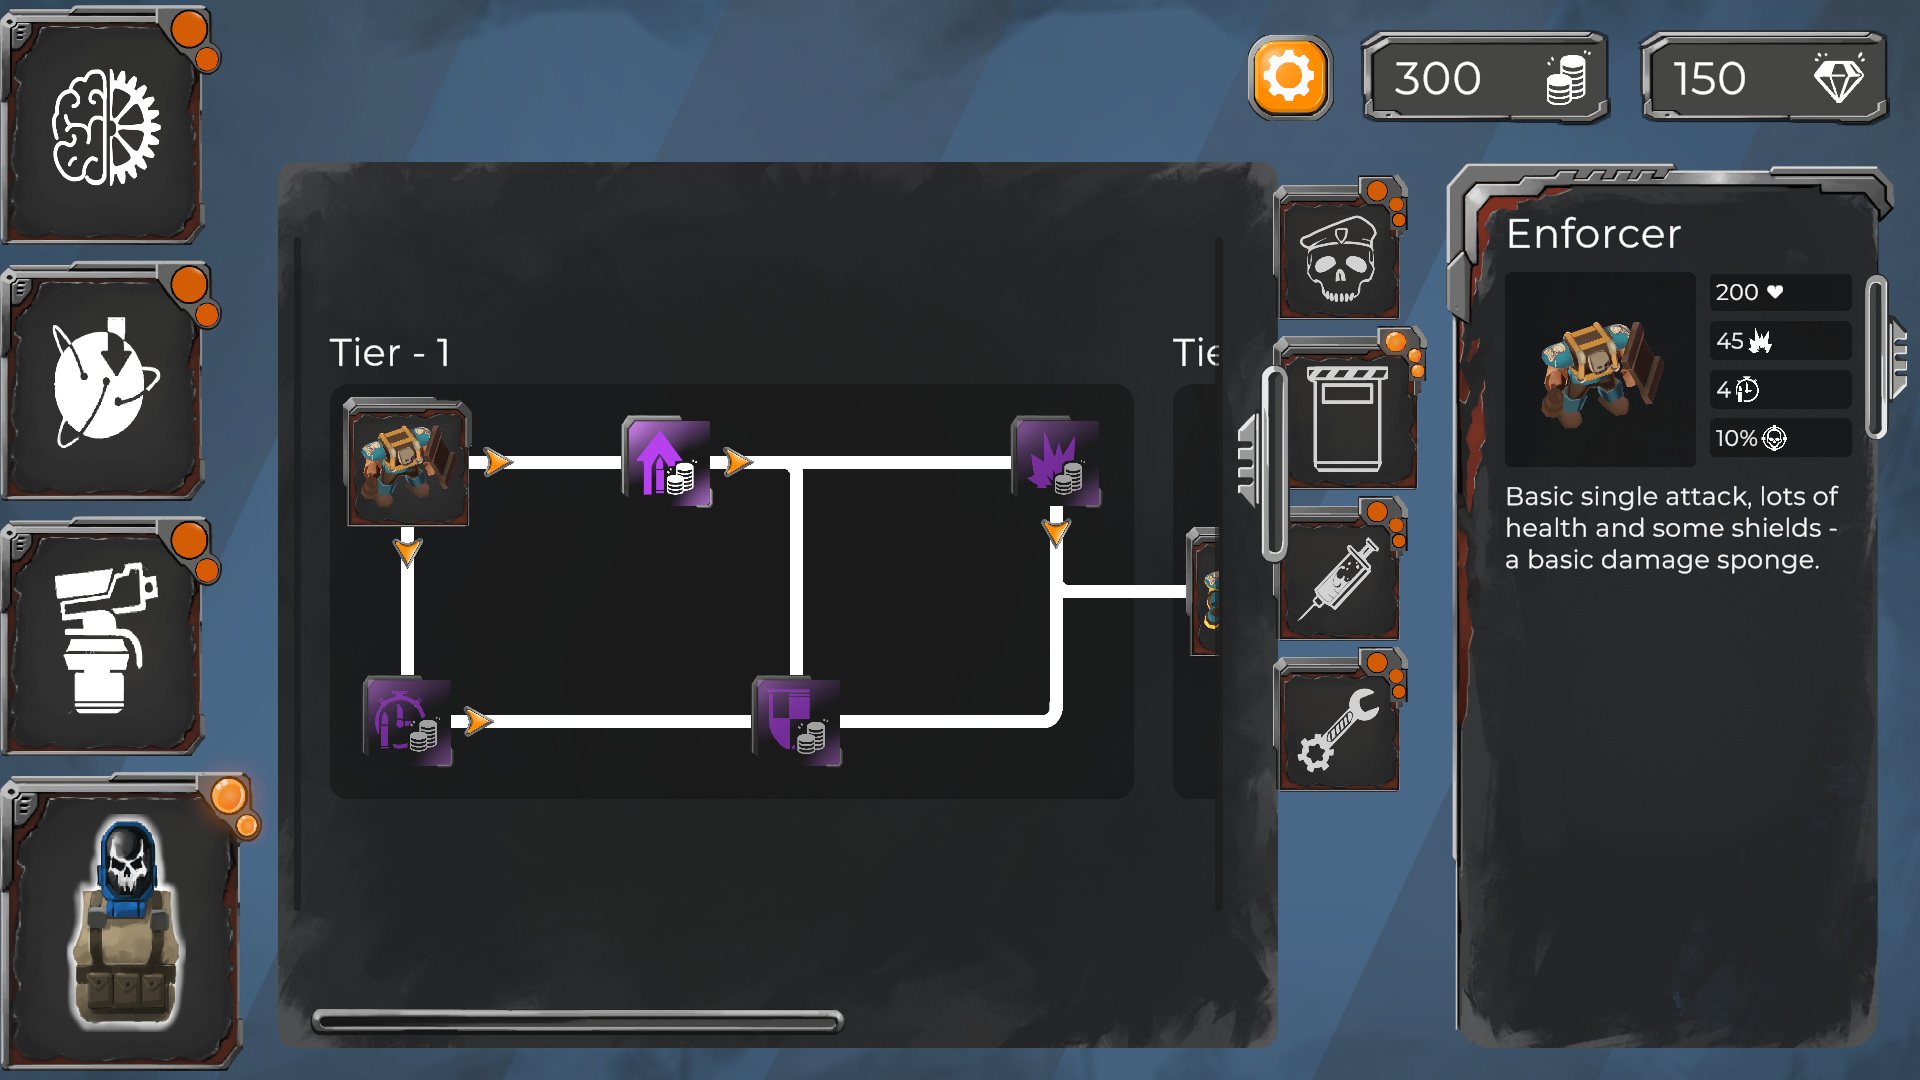 300
150
Enforcer
200
45
4
10%
Basic single attack, lots of
health and some shields -
a basic damage sponge.
Tier - 1
Tie